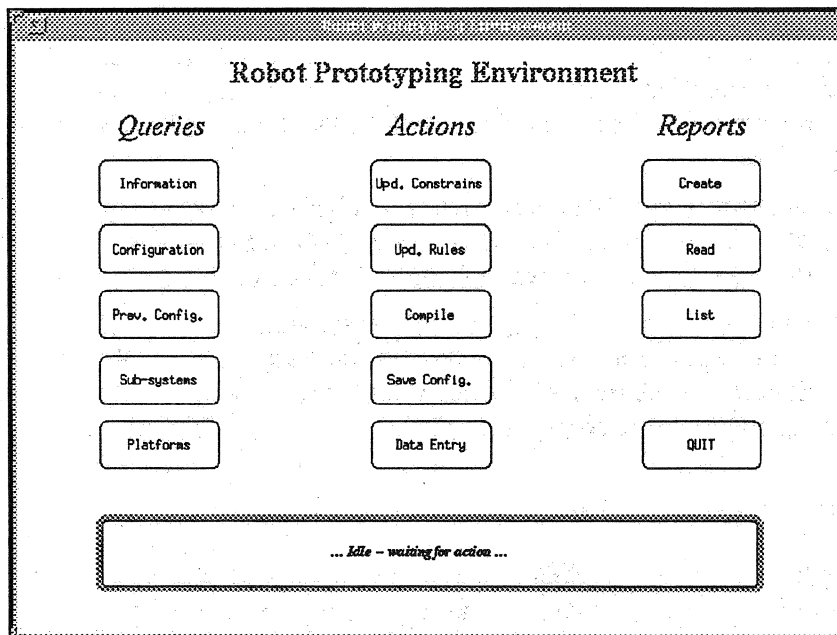 Robot Prototyping Environment
Queries Actions Reports
Information Upd. Constrains Create
Configuration Upd. Rules Read
Prev. Config. Compile List
Sub-systems Save Config.
Platforms Data Entry QUIT
... Idle – waiting for action ...